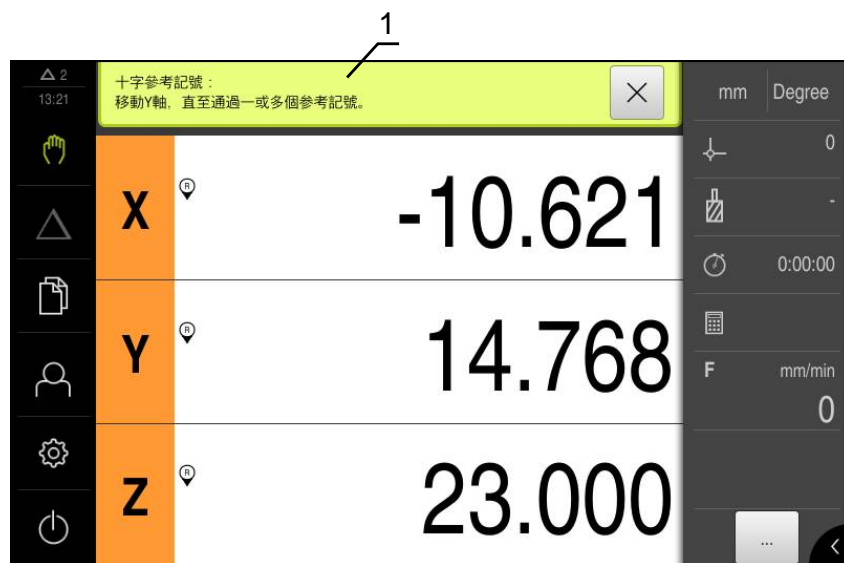 1
△ 2
13:21
十字參考記號：
移動Y軸，直至通過一或多個參考記號。
mm
Degree
0
-
0:00:00
F
mm/min
0
X
R
-10.621
Y
R
14.768
Z
R
23.000
...